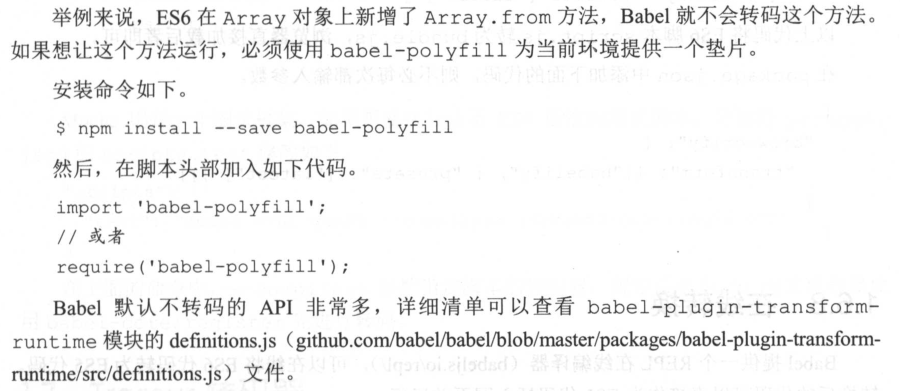 举例来说，ES6 在 Array 对象上新增了 Array.from 方法，Babel 就不会转码这个方法。
如果想让这个方法运行，必须使用 babel-polyfill 为当前环境提供一个垫片。
安装命令如下。
$ npm install --save babel-polyfill
然后，在脚本头部加入如下代码。
import 'babel-polyfill';
// 或者
require('babel-polyfill');
Babel 默认不转码的 API 非常多，详细清单可以查看 babel-plugin-transform-
runtime 模块的 definitions.js（github.com/babel/babel/blob/master/packages/babel-plugin-transform-
runtime/src/definitions.js）文件。